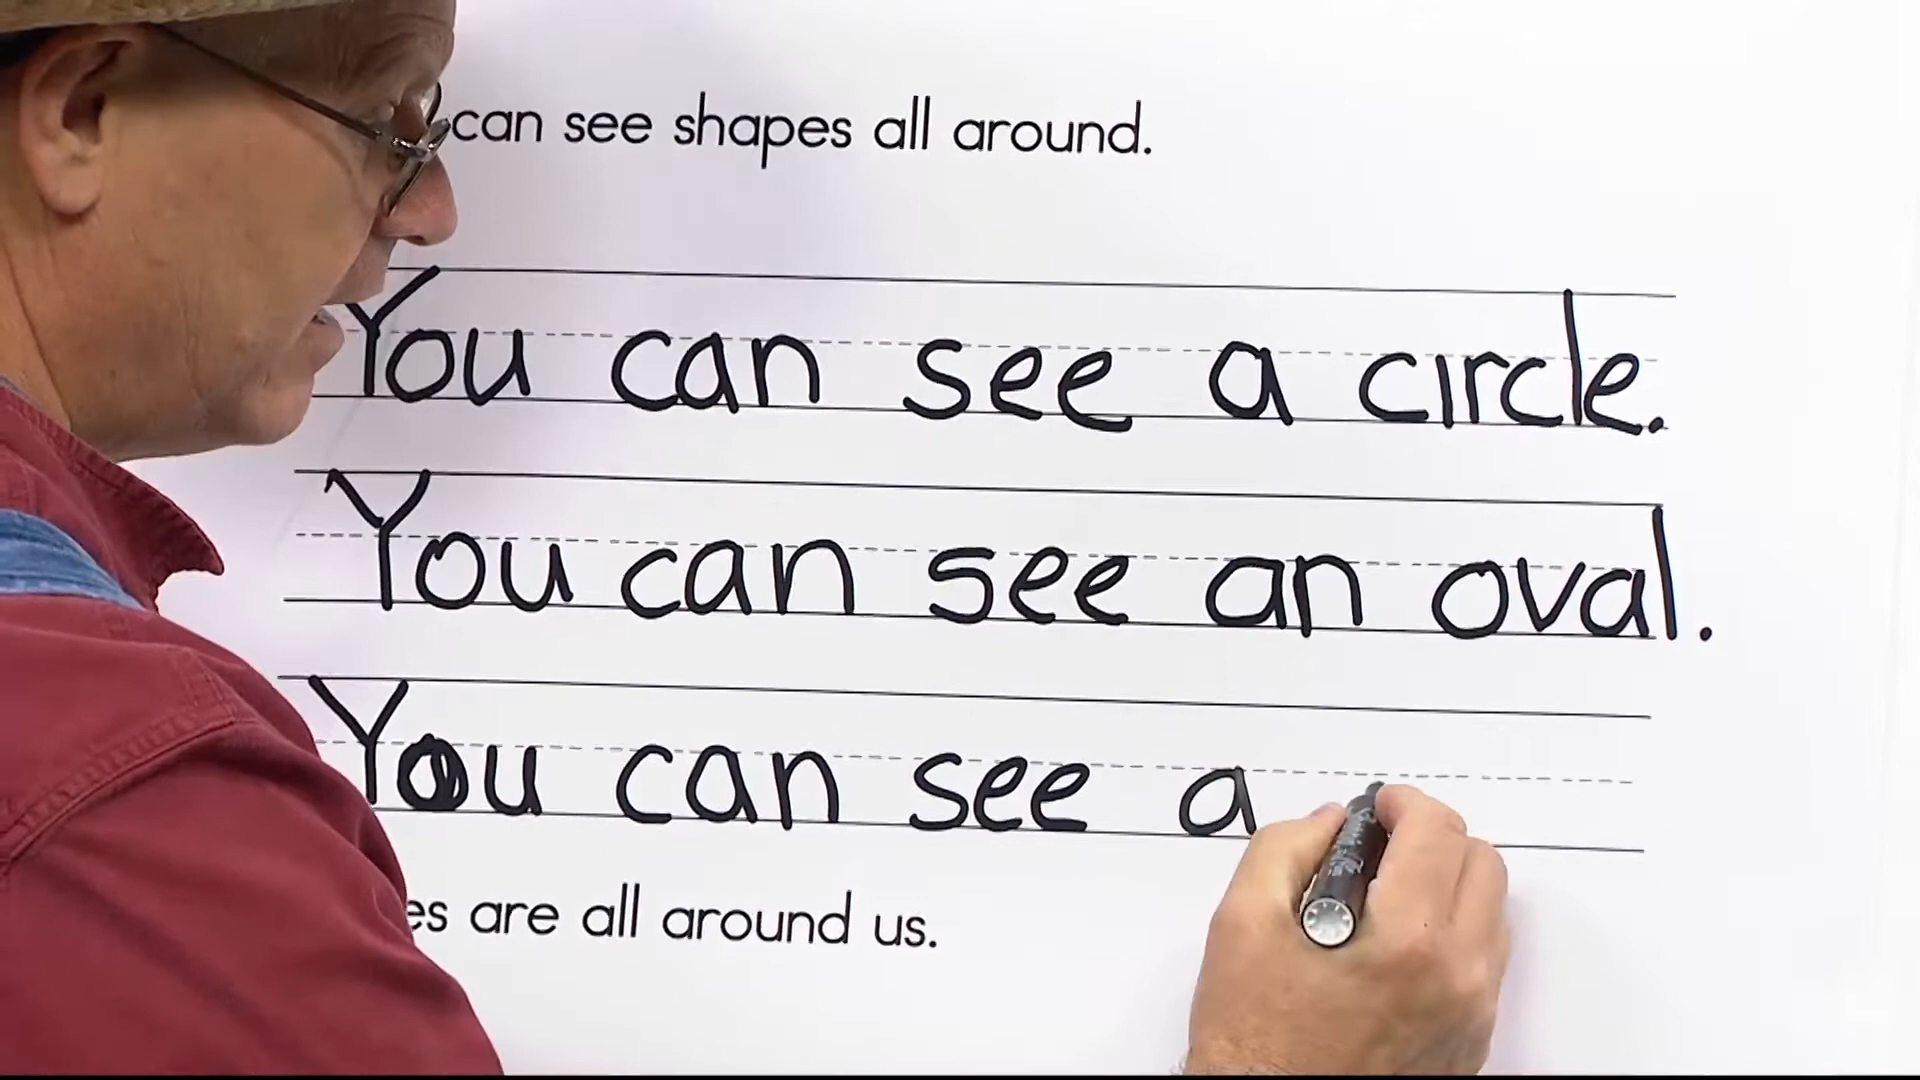 can see shapes all around.
You can see a circle.
You can see an oval.
You can see a
es are all around us.